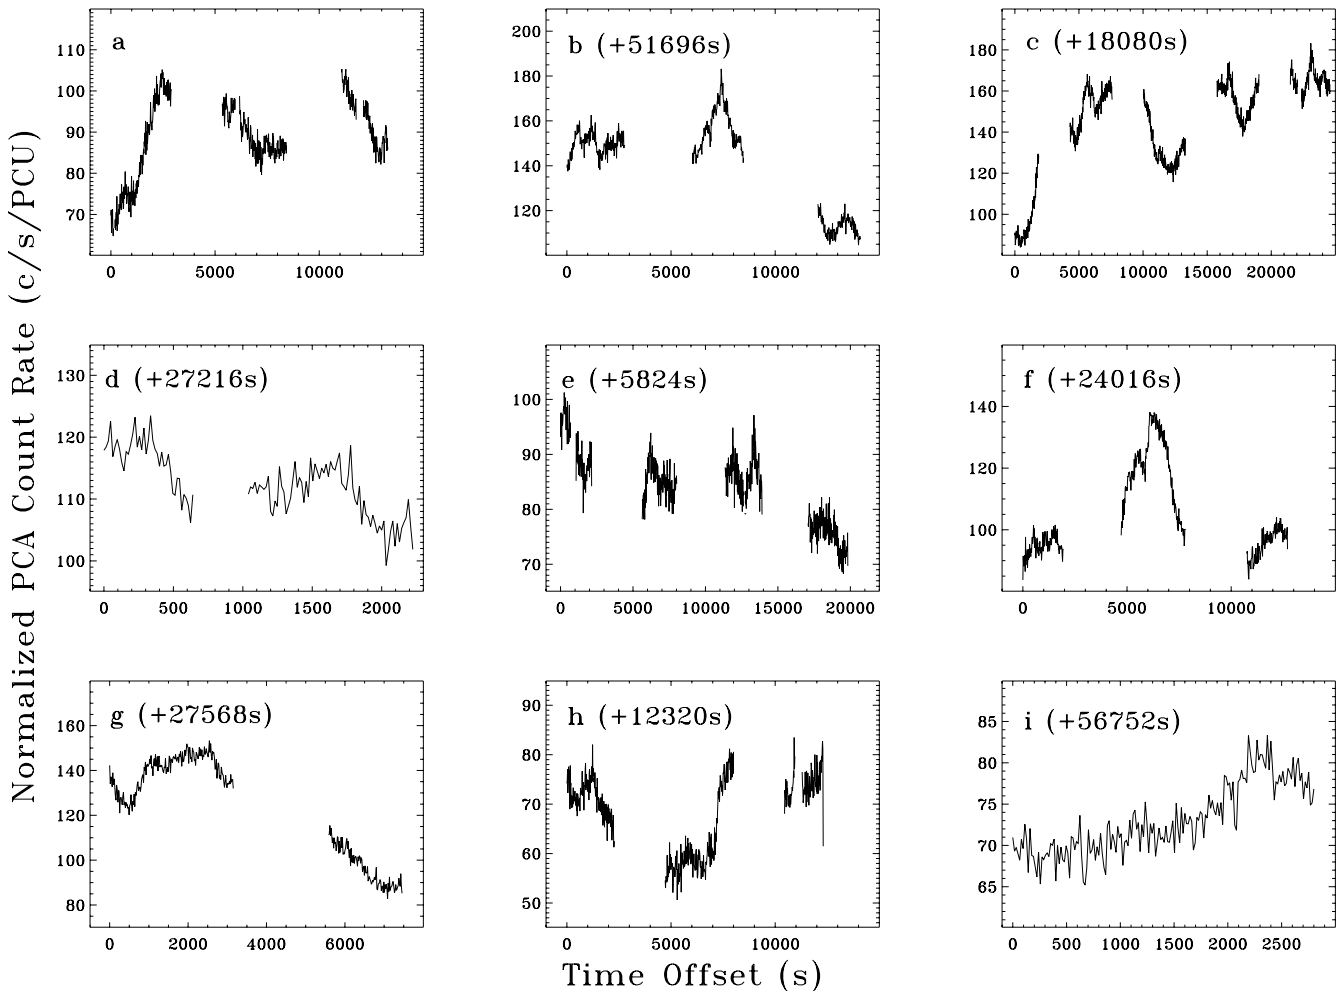 Normalized PCA Count Rate (c/s/PCU)
a
110
100
90
80
70
0 5000 10000
b (+51696s)
200
180
160
140
120
0 5000 10000
c (+18080s)
180
160
140
120
100
0 5000 10000 15000 20000
d (+27216s)
130
120
110
100
0 500 1000 1500 2000
e (+5824s)
100
90
80
70
0 5000 10000 15000 20000
f (+24016s)
140
120
100
0 5000 10000
g (+27568s)
160
140
120
100
80
0 2000 4000 6000
h (+12320s)
90
80
70
60
50
0 5000 10000
i (+56752s)
85
80
75
70
65
0 500 1000 1500 2000 2500
Time Offset (s)